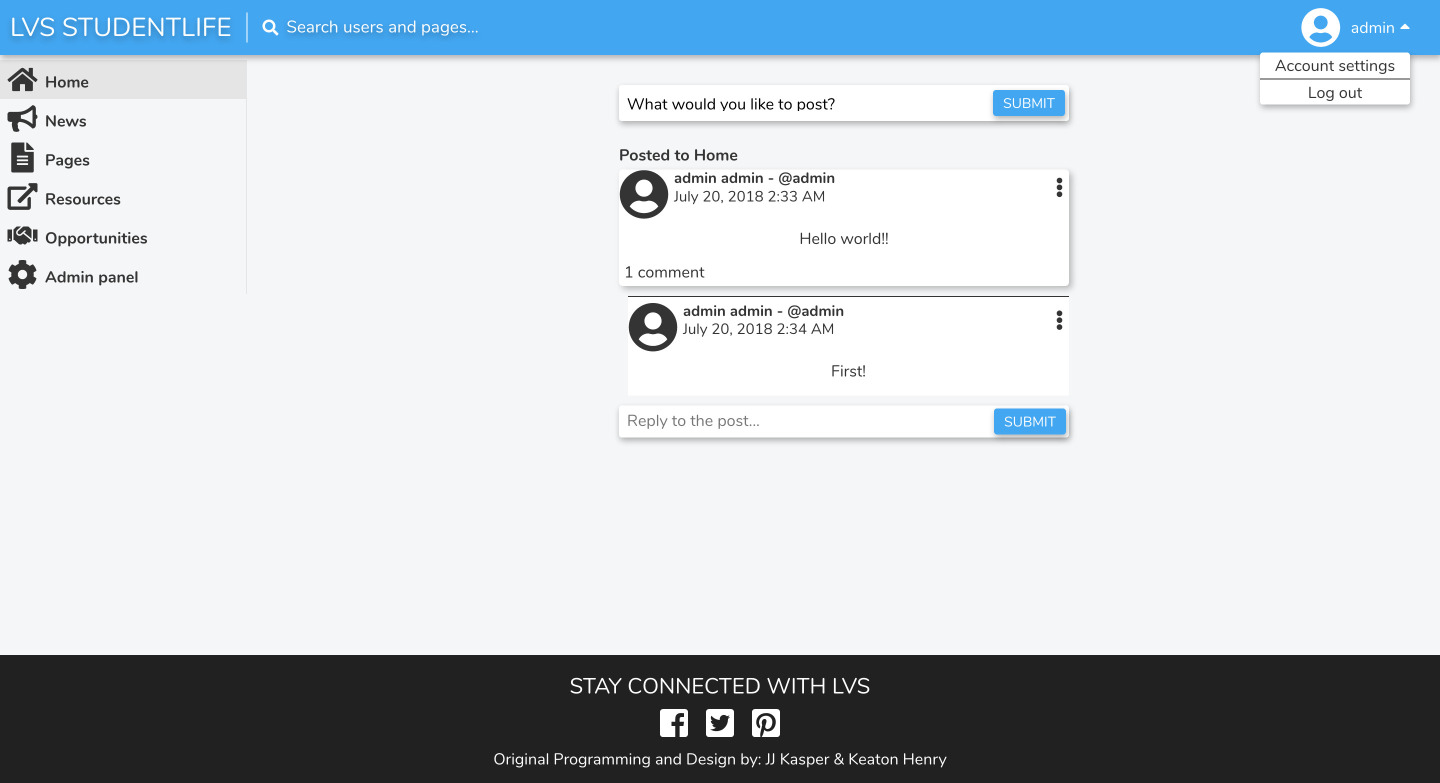 LVS STUDENTLIFE
Search users and pages...
admin
Account settings
Log out
Home
News
Pages
Resources
Opportunities
Admin panel
What would you like to post?
SUBMIT
Posted to Home
admin admin - @admin
July 20, 2018 2:33 AM
Hello world!!
1 comment
admin admin - @admin
July 20, 2018 2:34 AM
First!
Reply to the post...
SUBMIT
STAY CONNECTED WITH LVS
Original Programming and Design by: JJ Kasper & Keaton Henry